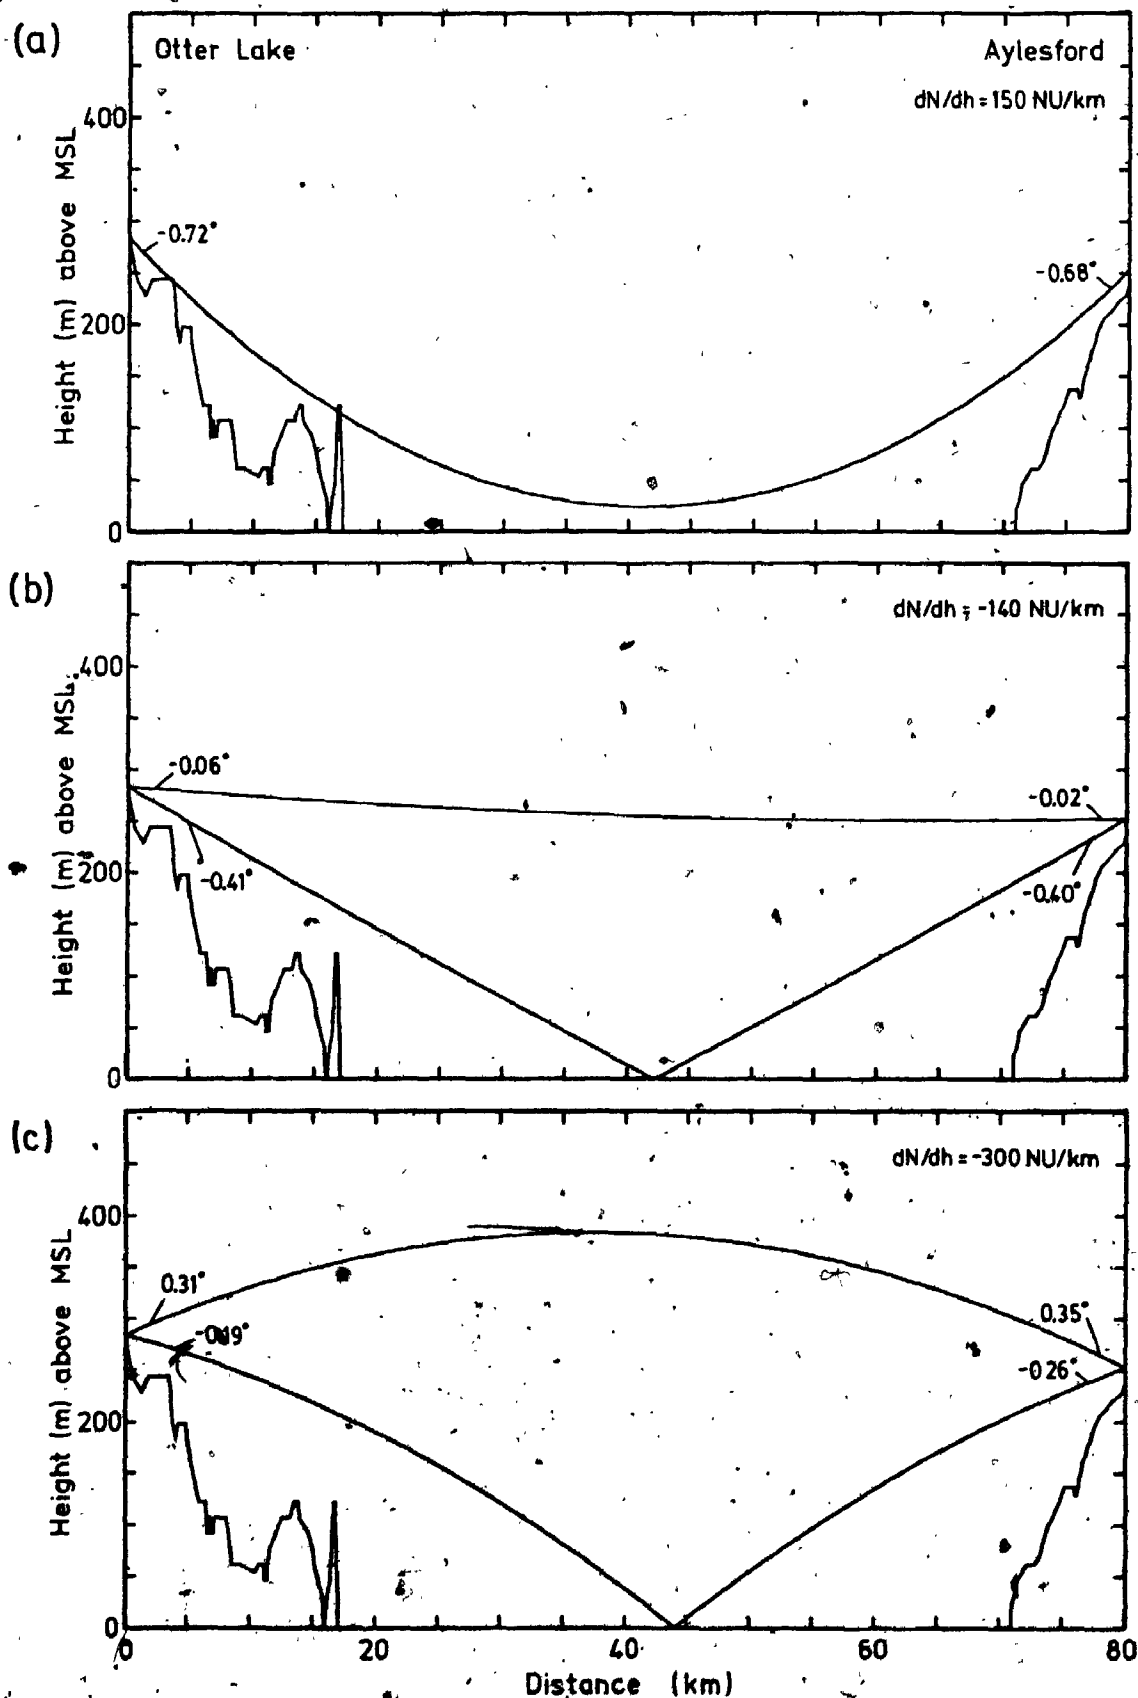 (a)
Otter Lake
Aylesford
dN/dh = 150 NU/km
400
200
0
Height (m) above MSL
-0.72°
-0.68°
(b)
dN/dh = -140 NU/km
400
200
0
Height (m) above MSL
-0.06°
-0.02°
-0.41°
-0.40°
(c)
dN/dh = -300 NU/km
400
200
0
Height (m) above MSL
0.31°
0.35°
-0.26°
0
20
40
60
80
Distance (km)